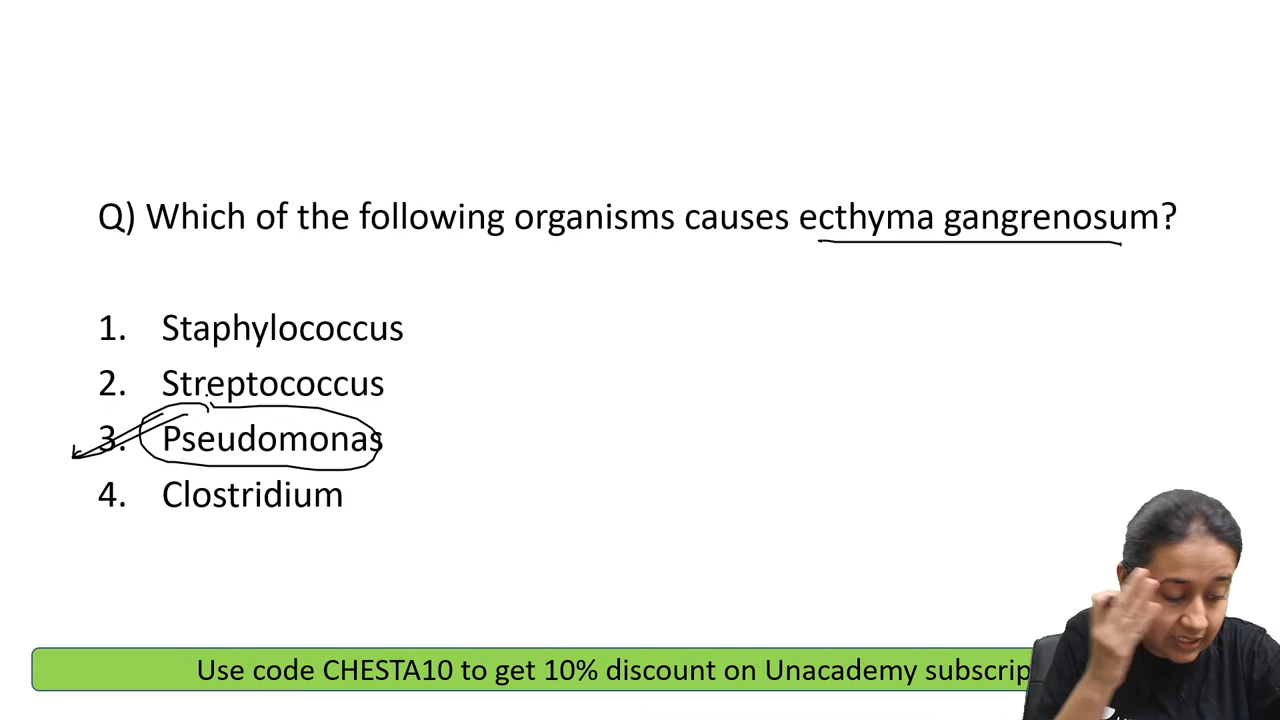 Q) Which of the following organisms causes ecthyma gangrenosum?
1. Staphylococcus
2. Streptococcus
3. Pseudomonas
4. Clostridium
Use code CHESTA10 to get 10% discount on Unacademy subscrip